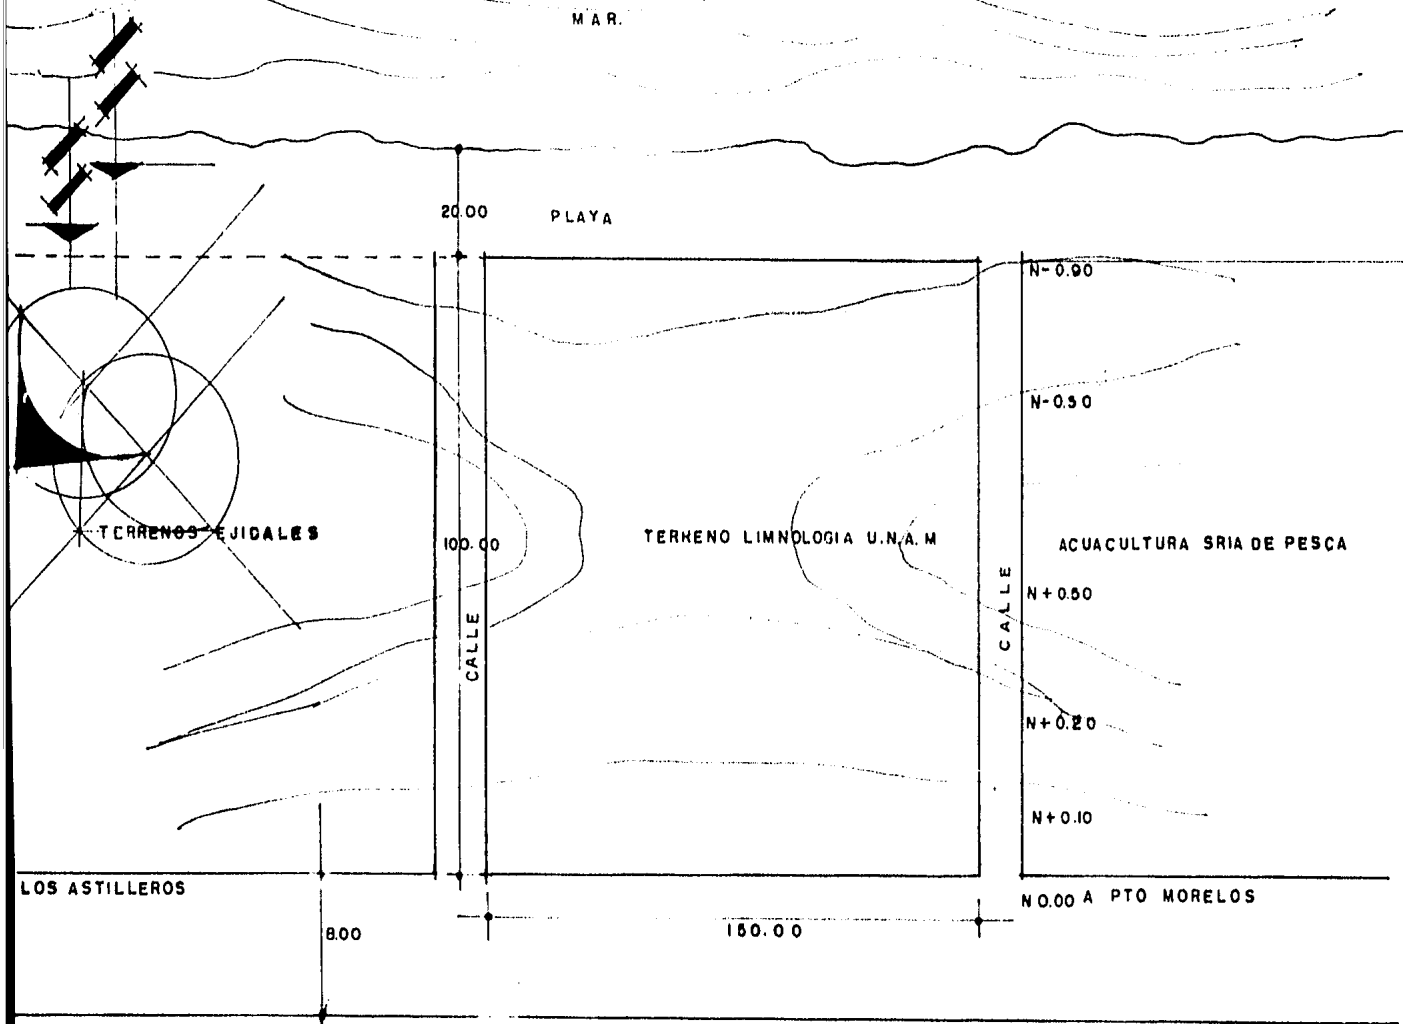 MAR.
20.00 PLAYA
N-0.90
N-0.50
TERRENOS EJIDALES
100.00
TERRENO LIMNOLOGIA U.N.A.M
ACUACULTURA SRIA DE PESCA
CALLE
CALLE
N+0.50
N+0.20
N+0.10
LOS ASTILLEROS
N 0.00 A PTO MORELOS
8.00
150.00